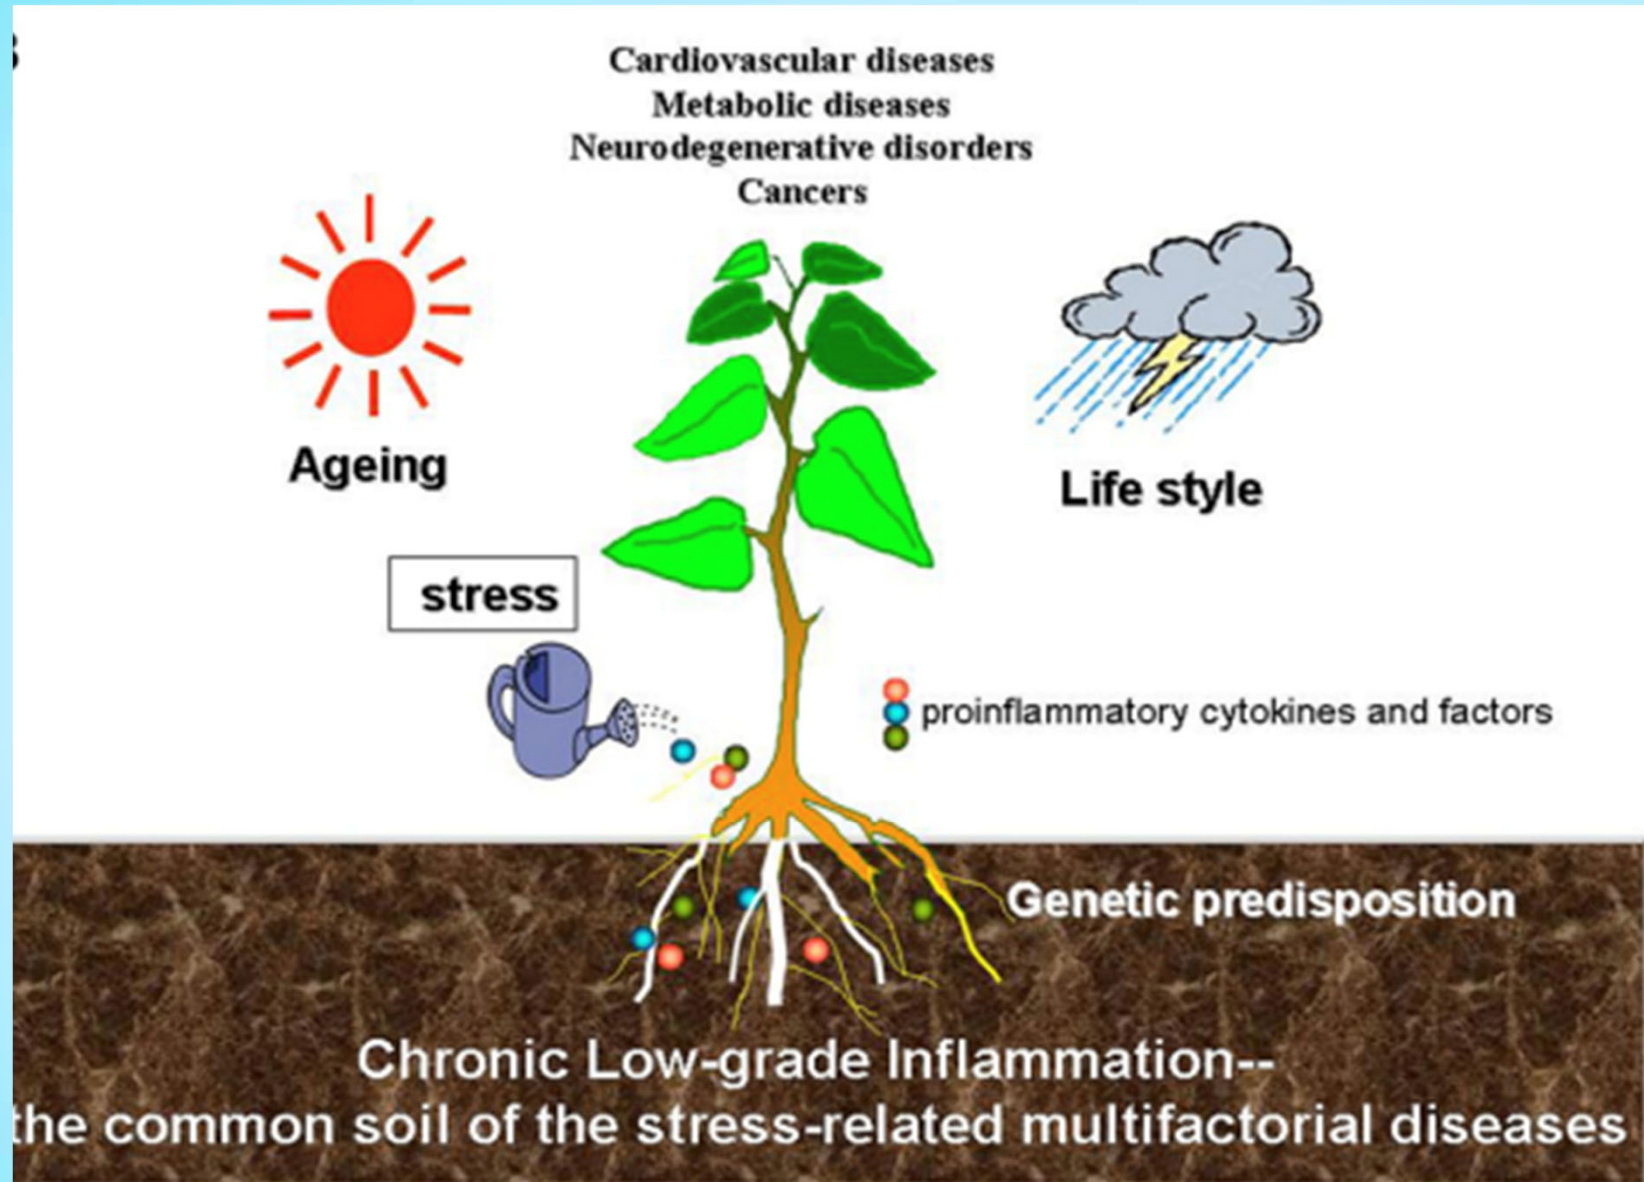 Cardiovascular diseases
Metabolic diseases
Neurodegenerative disorders
Cancers
Ageing
Life style
stress
proinflammatory cytokines and factors
Genetic predisposition
Chronic Low-grade Inflammation--
the common soil of the stress-related multifactorial diseases